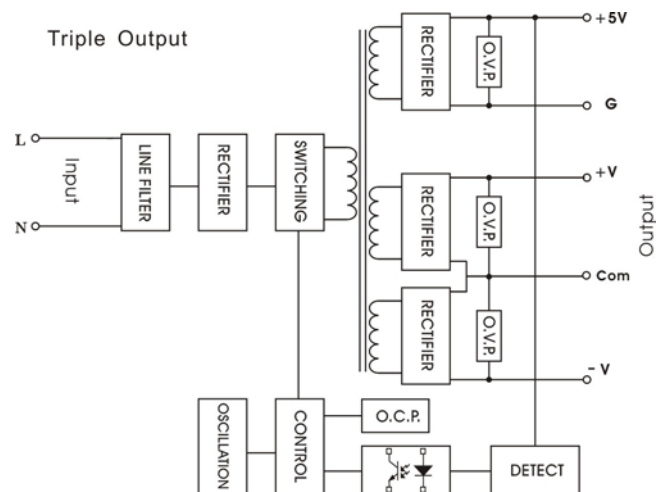 Triple Output
L
Input
N
LINE FILTER
RECTIFIER
SWITCHING
RECTIFIER
O.V.P.
+5V
G
RECTIFIER
O.V.P.
+V
Com
Output
RECTIFIER
O.V.P.
- V
OSCILLATION
CONTROL
O.C.P.
DETECT